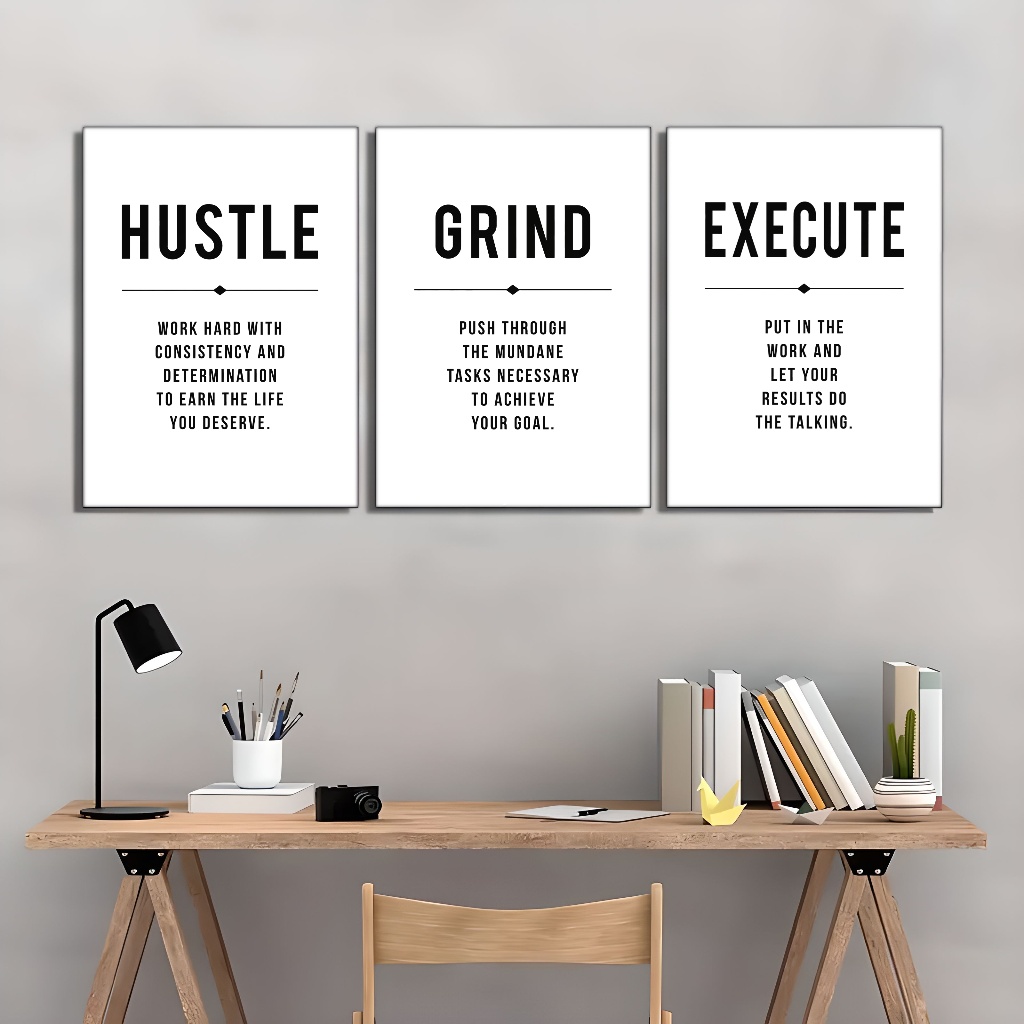 HUSTLE
WORK HARD WITH
CONSISTENCY AND
DETERMINATION
TO EARN THE LIFE
YOU DESERVE.
GRIND
PUSH THROUGH
THE MUNDANE
TASKS NECESSARY
TO ACHIEVE
YOUR GOAL.
EXECUTE
PUT IN THE
WORK AND
LET YOUR
RESULTS DO
THE TALKING.